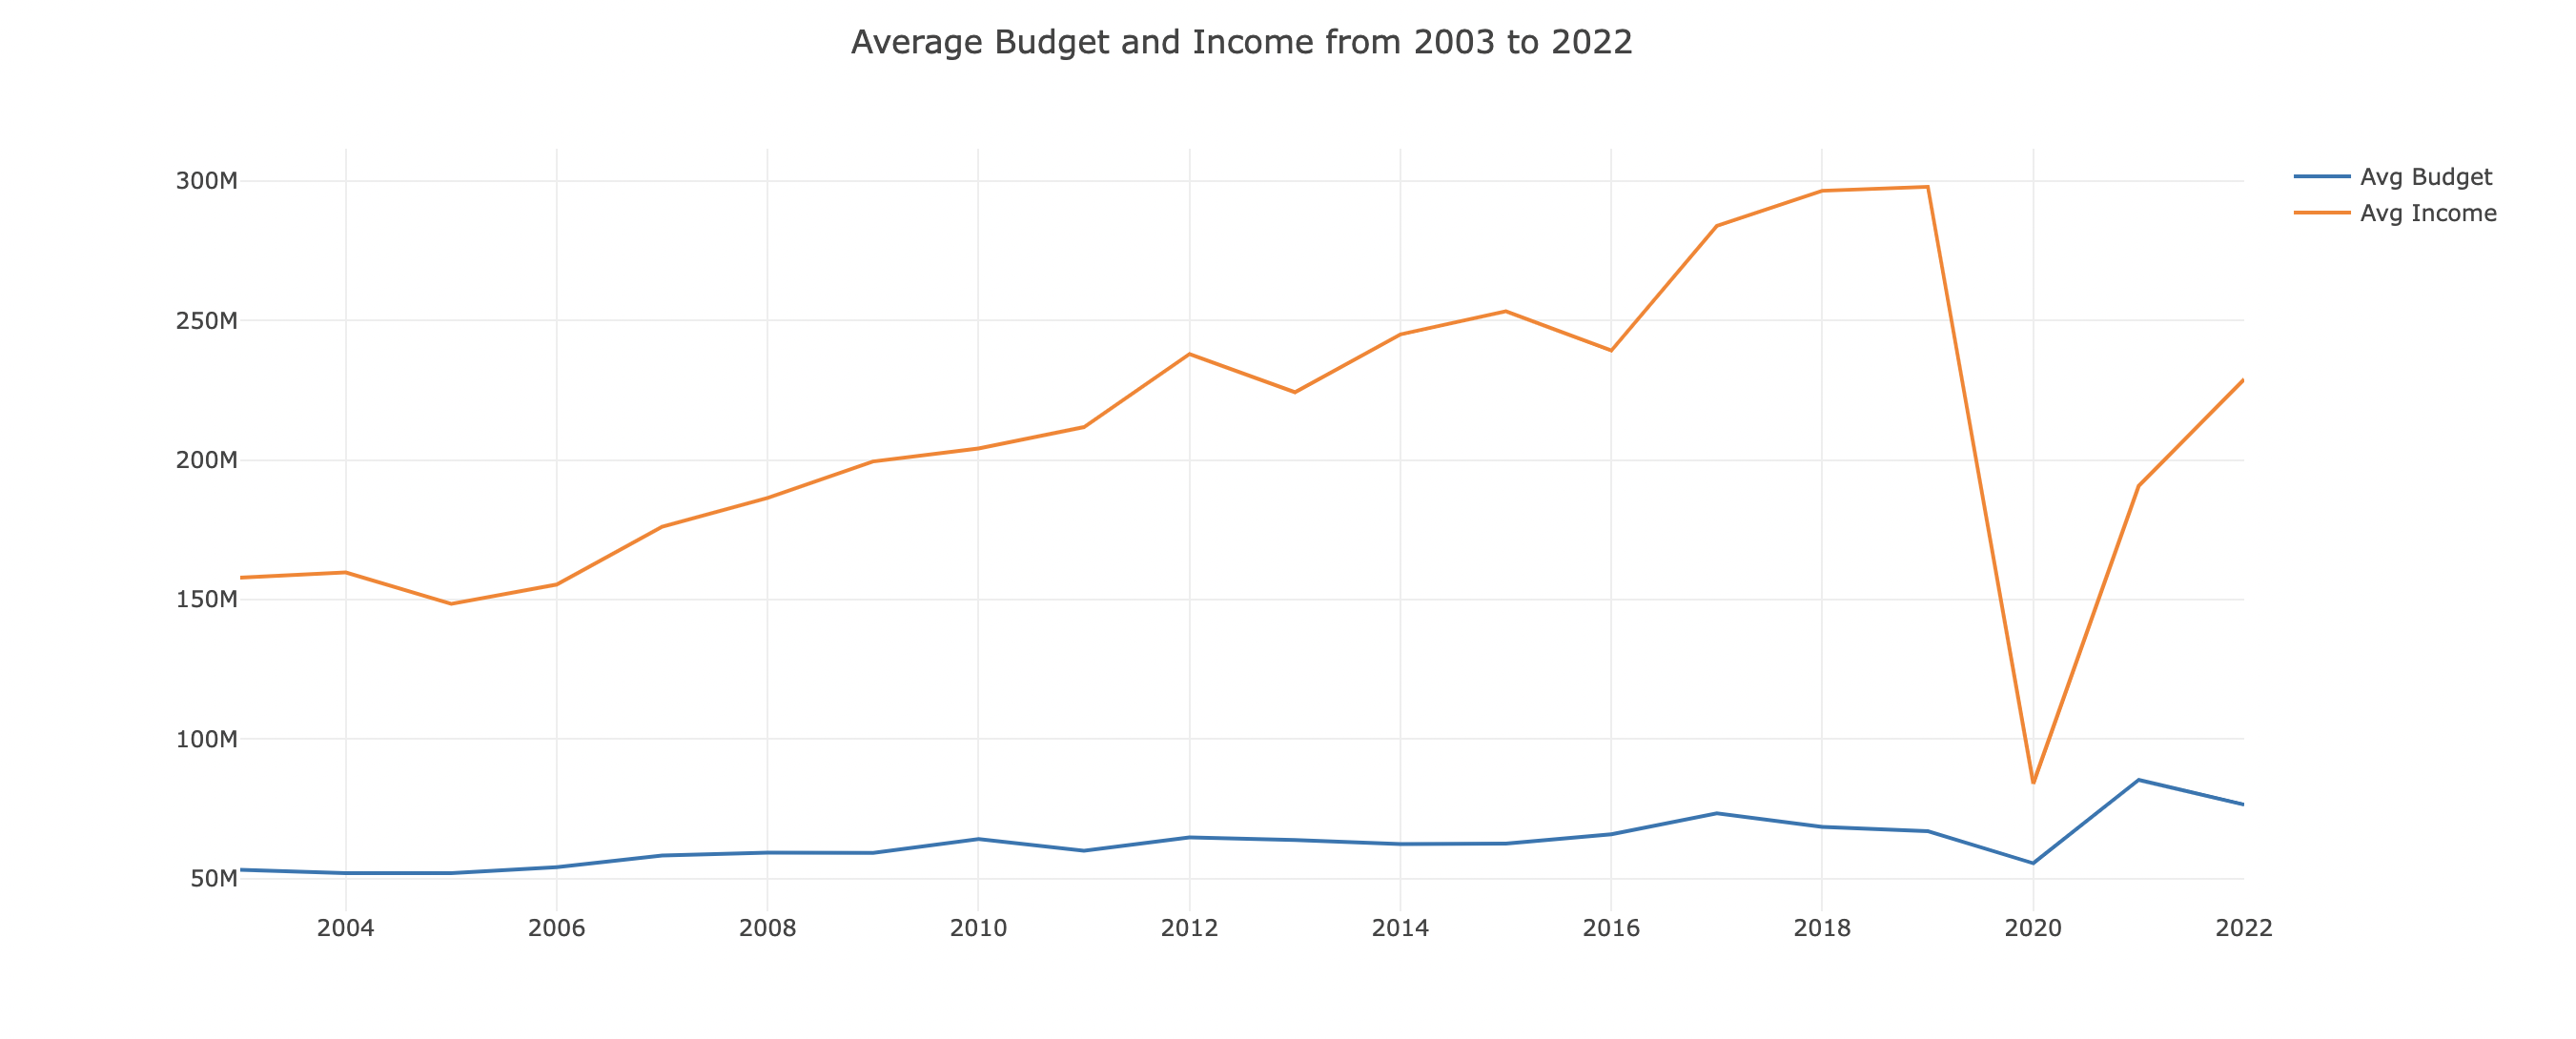 Average Budget and Income from 2003 to 2022
300M
250M
200M
150M
100M
50M
2004 2006 2008 2010 2012 2014 2016 2018 2020 2022
Avg Budget
Avg Income